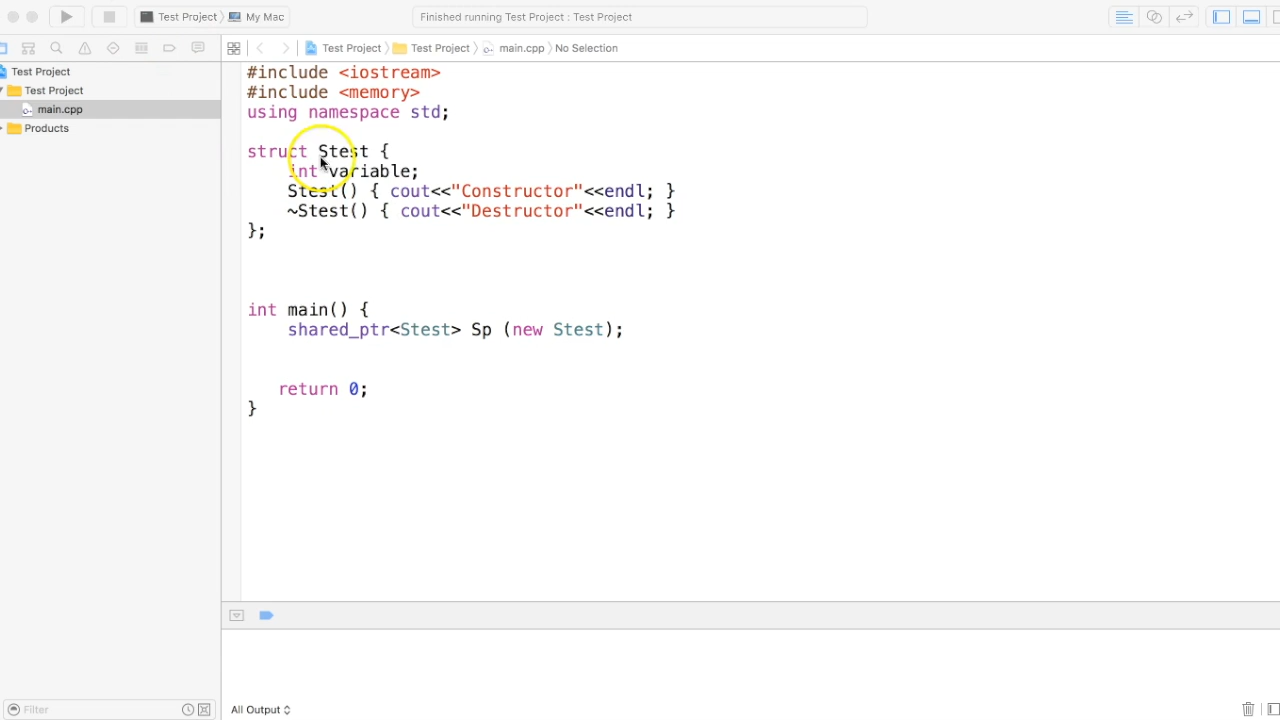 Test Project My Mac Finished running Test Project : Test Project
Test Project Test Project main.cpp No Selection
Test Project
Test Project
main.cpp
Products
#include <iostream>
#include <memory>
using namespace std;
struct Stest {
int variable;
Stest() { cout<<"Constructor"<<endl; }
~Stest() { cout<<"Destructor"<<endl; }
};
int main() {
shared_ptr<Stest> Sp (new Stest);
return 0;
}
Filter All Output